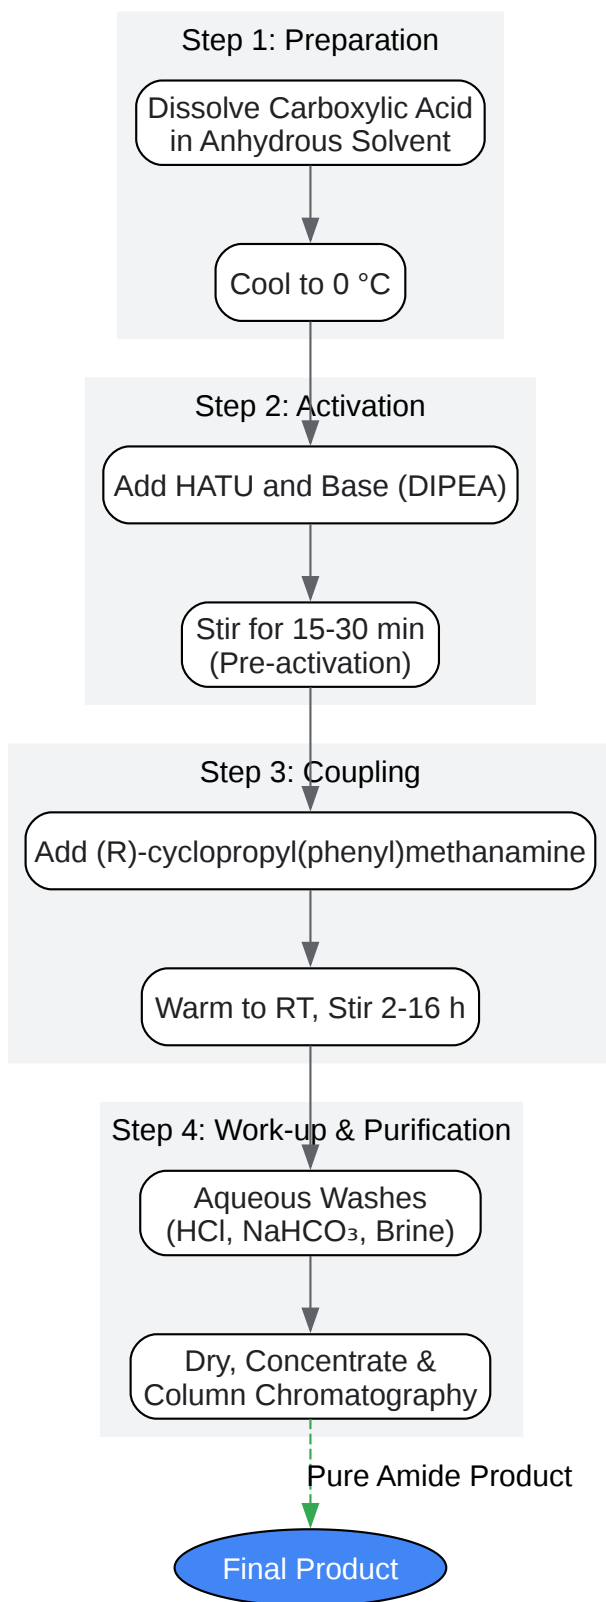 Step 1: Preparation
Dissolve Carboxylic Acid
in Anhydrous Solvent
Cool to 0 °C
Step 2: Activation
Add HATU and Base (DIPEA)
Stir for 15-30 min
(Pre-activation)
Step 3: Coupling
Add (R)-cyclopropyl(phenyl)methanamine
Warm to RT, Stir 2-16 h
Step 4: Work-up & Purification
Aqueous Washes
(HCl, NaHCO₃, Brine)
Dry, Concentrate &
Column Chromatography
Pure Amide Product
Final Product